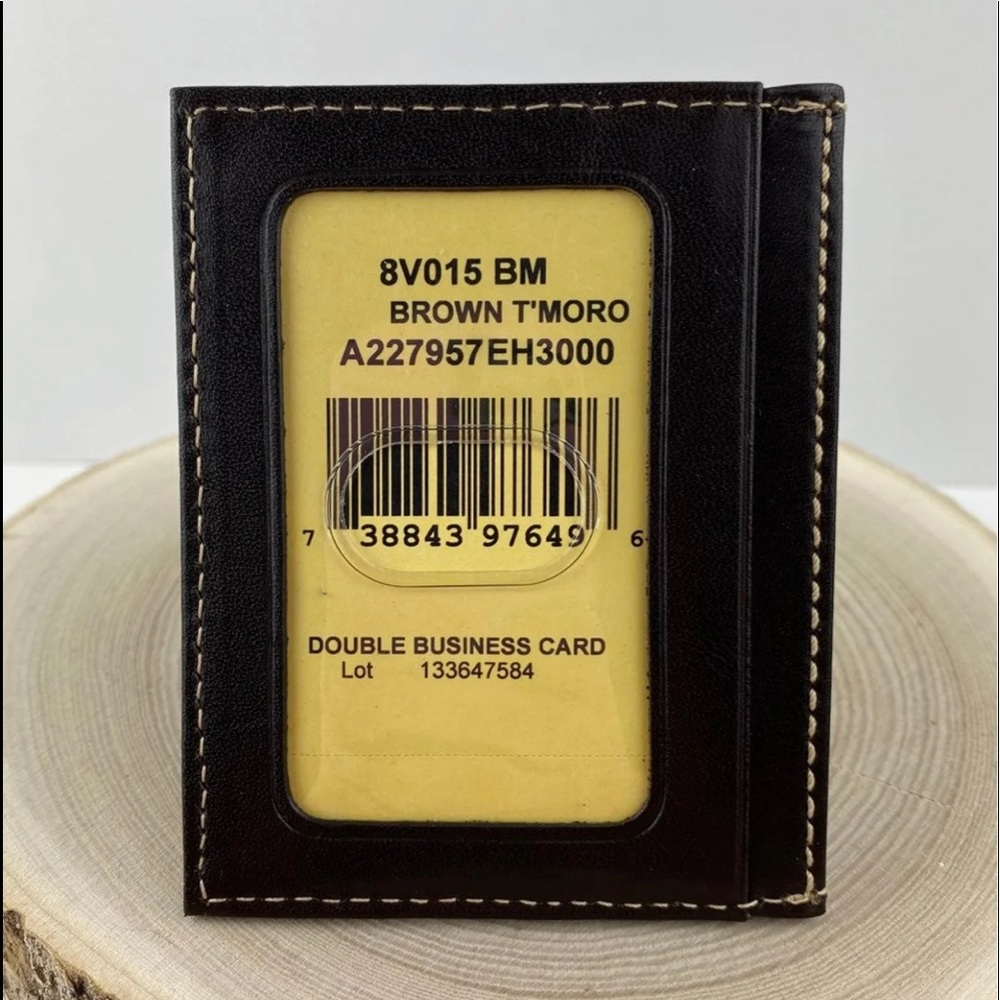 8V015 BM
BROWN T'MORO
A227957EH3000
7 38843 97649 6
DOUBLE BUSINESS CARD
Lot 133647584